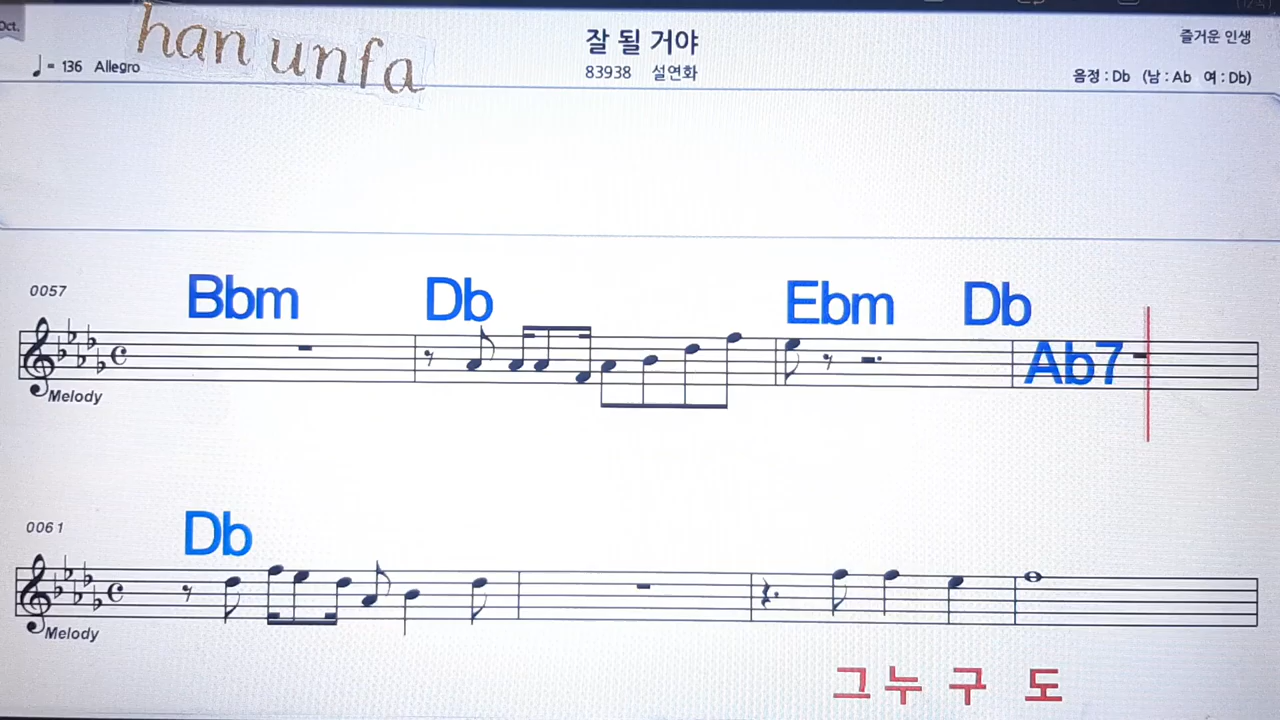 Oct.
han unfa
잘 될 거야
즐거운 인생
♩= 136 Allegro
83938 설연화
음정 : Db (남 : Ab 여 : Db)
0057
Bbm Db Ebm Db
Ab7
Melody
0061
Db
Melody
그 누 구 도